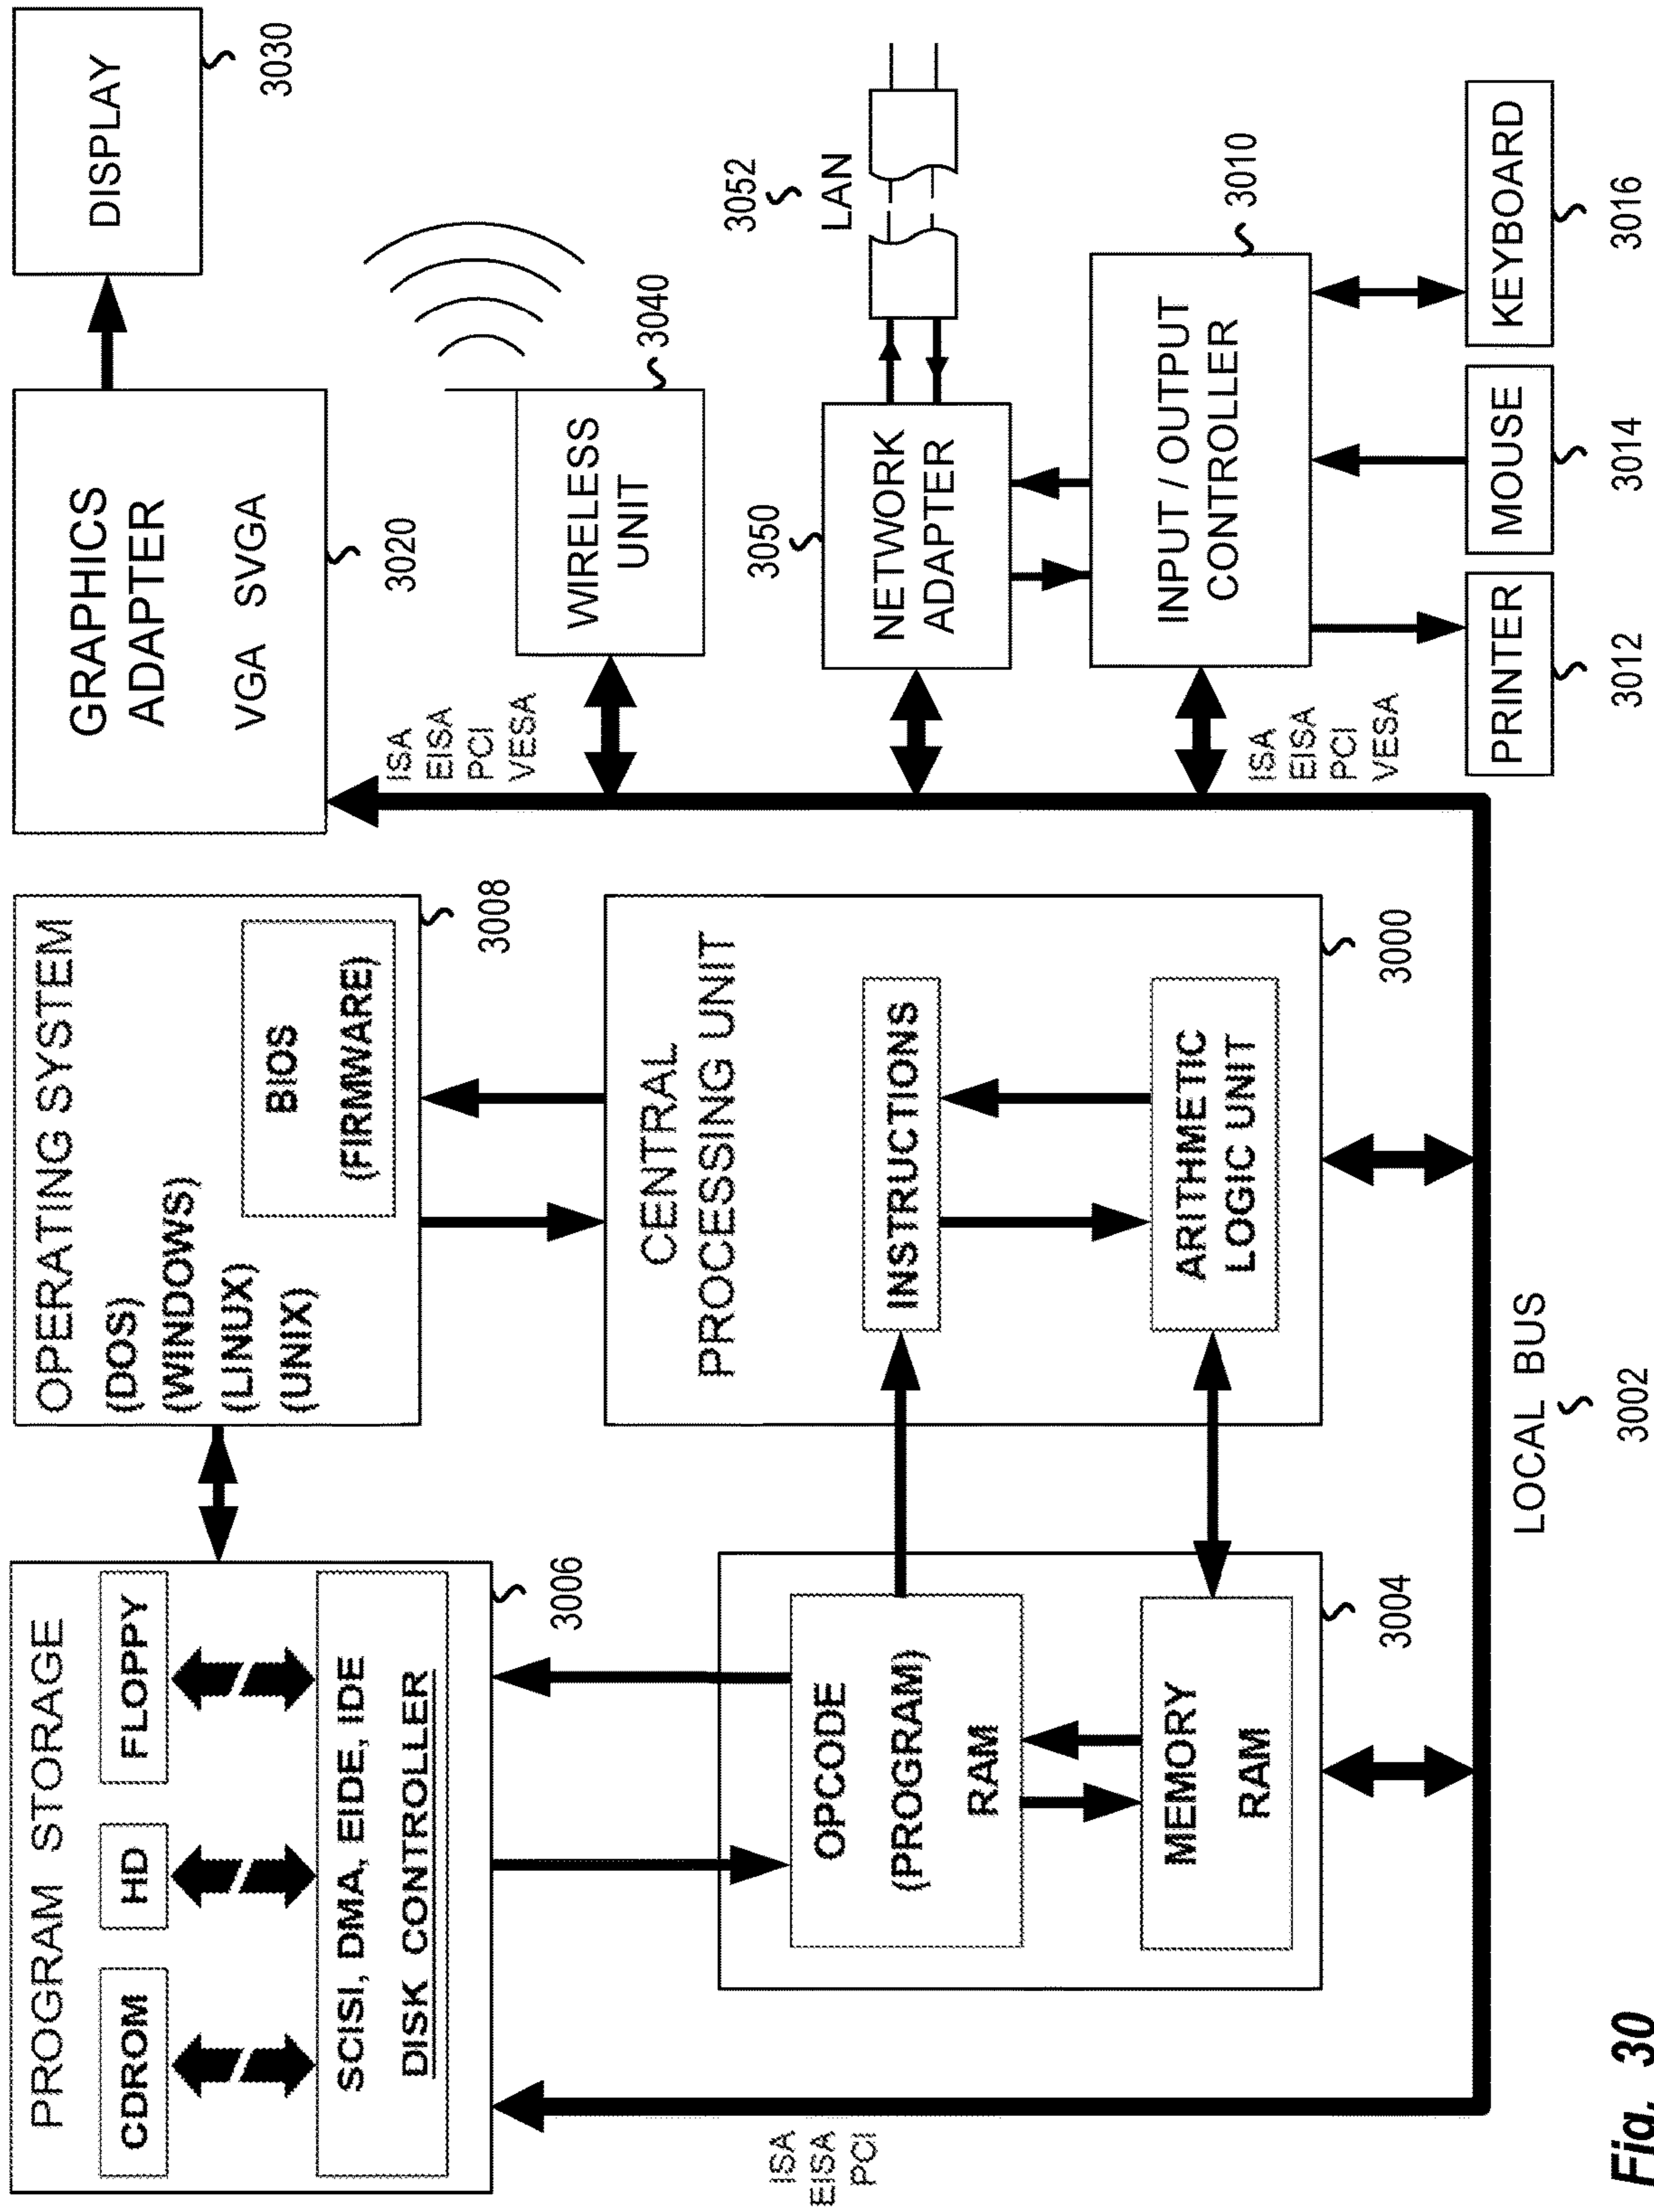 PROGRAM STORAGE
CDROM
HD
FLOPPY
SCISI, DMA, EIDE, IDE
DISK CONTROLLER
3006
OPERATING SYSTEM
(DOS)
(WINDOWS)
(LINUX)
(UNIX)
BIOS
(FIRMWARE)
3008
GRAPHICS
ADAPTER
VGA SVGA
3020
DISPLAY
3030
ISA
EISA
PCI
VESA
WIRELESS
UNIT
3040
ISA
EISA
PCI
OPCODE
(PROGRAM)
RAM
MEMORY
RAM
3004
CENTRAL
PROCESSING UNIT
INSTRUCTIONS
ARITHMETIC
LOGIC UNIT
3000
3050
NETWORK
ADAPTER
3052
LAN
INPUT / OUTPUT
CONTROLLER
3010
ISA
EISA
PCI
VESA
PRINTER
3012
MOUSE
3014
KEYBOARD
3016
LOCAL BUS
3002
Fig. 30